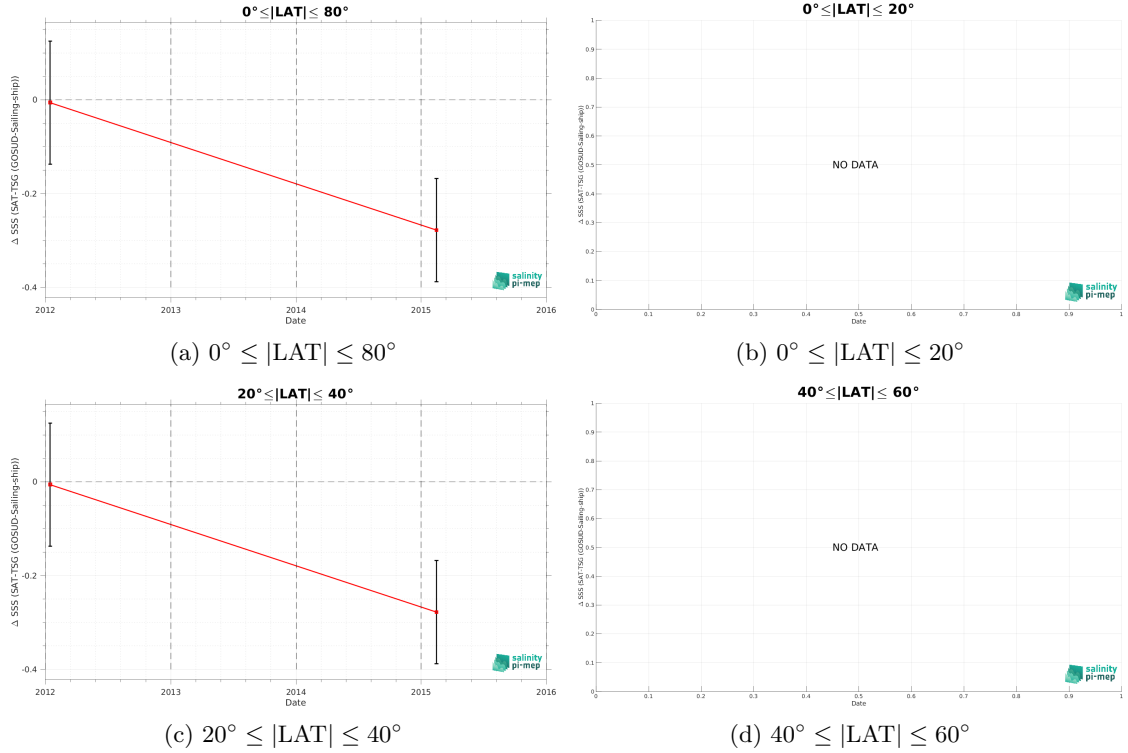 0°≤|LAT|≤ 80°
Δ SSS (SAT-TSG (GOSUD-Sailing-ship))
0
-0.2
-0.4
2012 2013 2014 2015 2016
Date
salinity
pi-mep
(a) 0° ≤ |LAT| ≤ 80°
0°≤|LAT|≤ 20°
Δ SSS (SAT-TSG (GOSUD-Sailing-ship))
1
0.9
0.8
0.7
0.6
0.5
0.4
0.3
0.2
0.1
0
NO DATA
0 0.1 0.2 0.3 0.4 0.5 0.6 0.7 0.8 0.9 1
Date
salinity
pi-mep
(b) 0° ≤ |LAT| ≤ 20°
20°≤|LAT|≤ 40°
Δ SSS (SAT-TSG (GOSUD-Sailing-ship))
0
-0.2
-0.4
2012 2013 2014 2015 2016
Date
salinity
pi-mep
(c) 20° ≤ |LAT| ≤ 40°
40°≤|LAT|≤ 60°
Δ SSS (SAT-TSG (GOSUD-Sailing-ship))
1
0.9
0.8
0.7
0.6
0.5
0.4
0.3
0.2
0.1
0
NO DATA
0 0.1 0.2 0.3 0.4 0.5 0.6 0.7 0.8 0.9 1
Date
salinity
pi-mep
(d) 40° ≤ |LAT| ≤ 60°